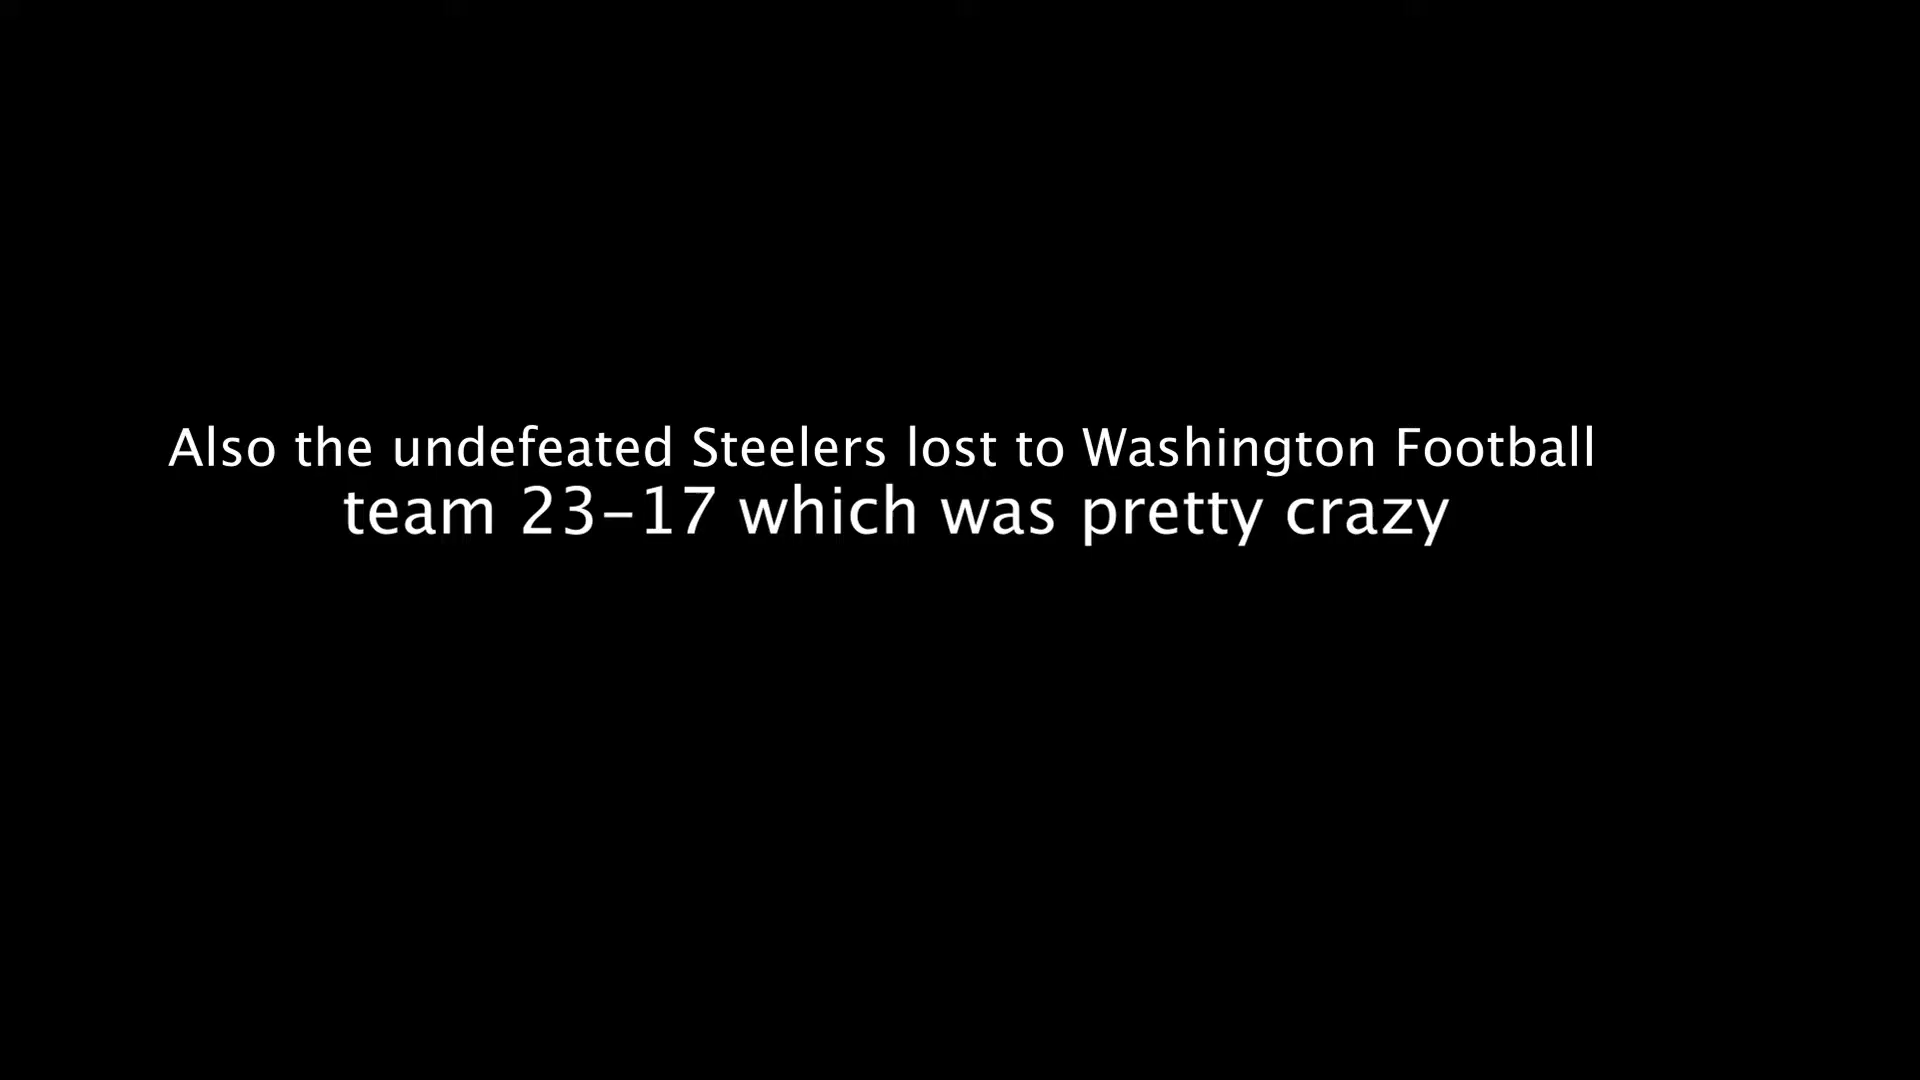 Also the undefeated Steelers lost to Washington Football
team 23-17 which was pretty crazy